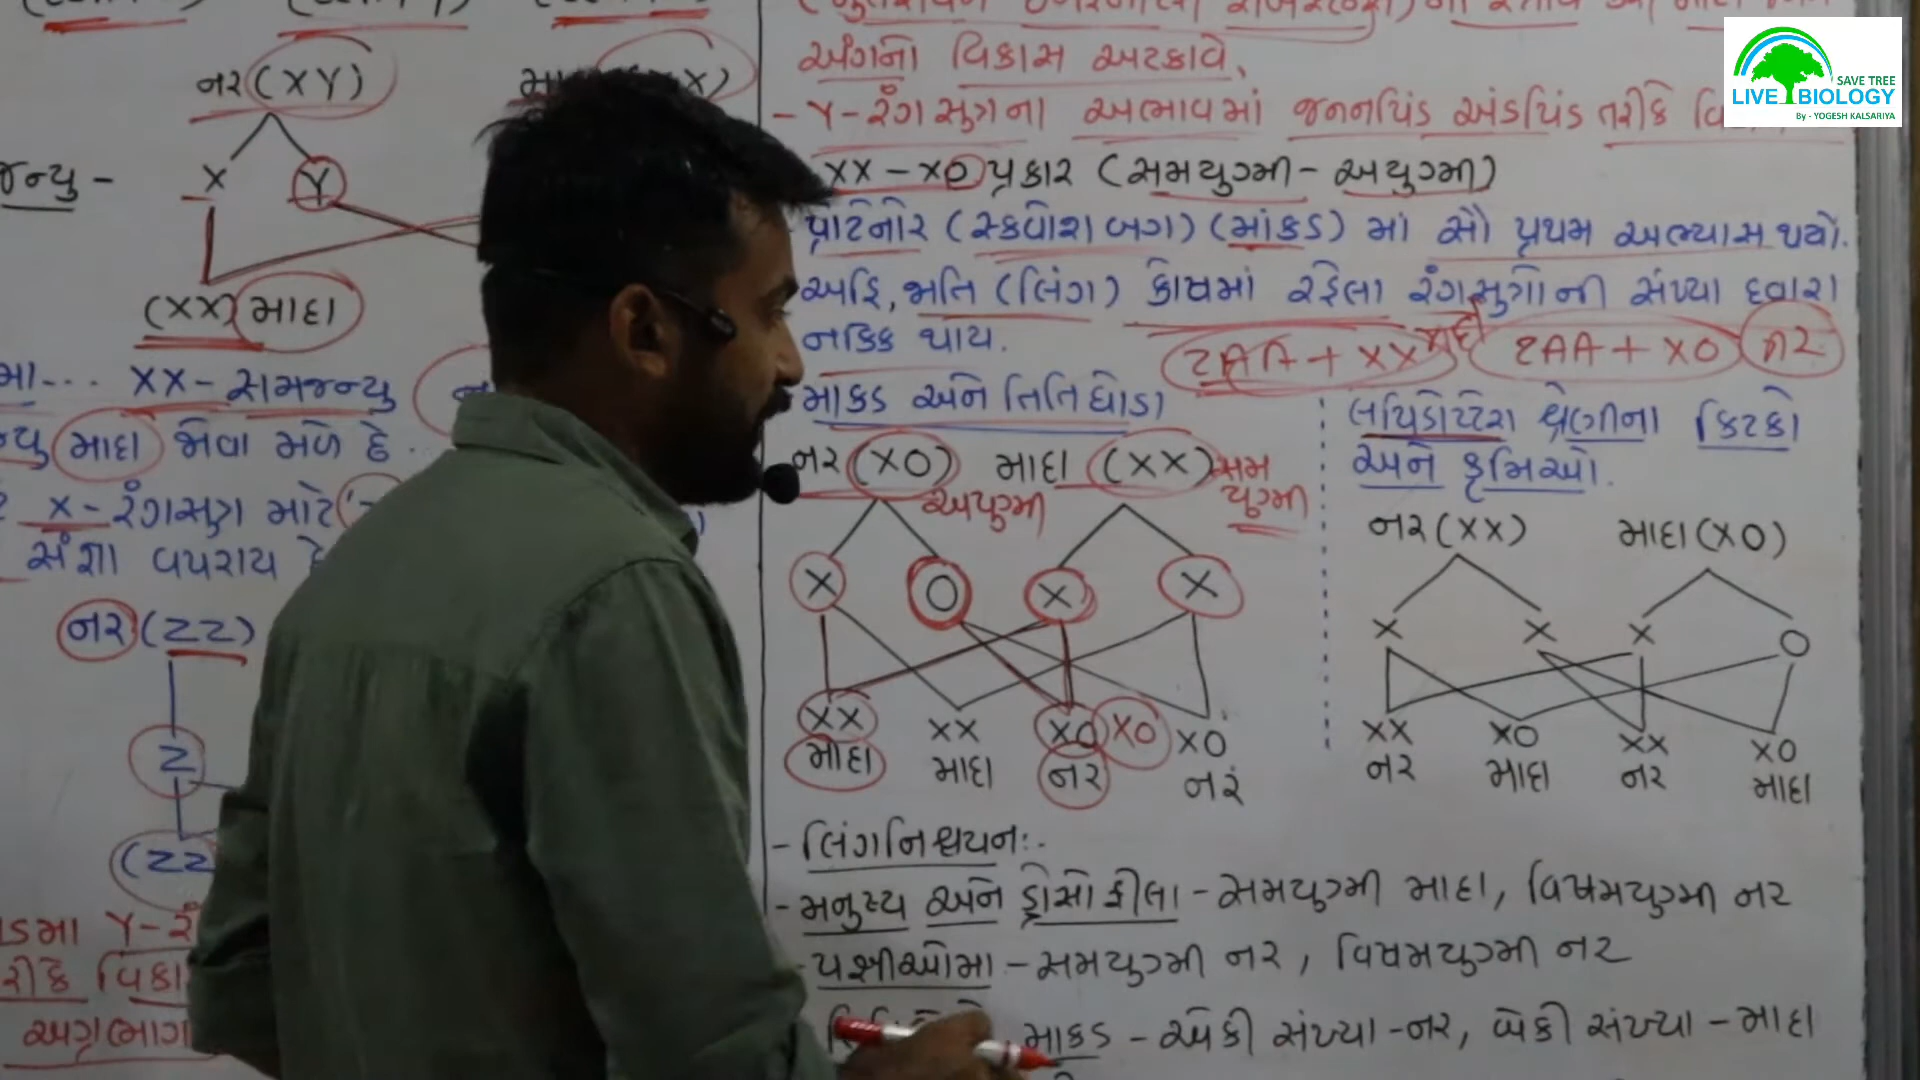 નર (XY)
X Y
(XX) માદા
XX - સમજન્યુ
માદા જોવા મળે છે.
X - રંગસુત્ર માટે
સંજ્ઞા વપરાય
નર (ZZ)
Z
(ZZ
અગ્રભાગ
અંગનો વિકાસ અટકાવે.
- Y - રંગસુત્રના અભાવમાં જનનપિંડ અંડપિંડ તરીકે
XX - XO પ્રકાર (સમયુગ્મી - અયુગ્મી)
પ્રાટેનોર (સ્કવોશ બગ) (માંકડ) માં સૌ પ્રથમ અભ્યાસ થયો.
અહિ, જાતિ (લિંગ) કોષમાં રહેલા રંગસુત્રોની સંખ્યા દ્વારા
નક્કિ થાય.
2AA + XX માદા 2AA + XO નર
માકડ અને તિતિઘોડા
નર (XO) માદા (XX) સમયુગ્મી
અયુગ્મી
X O X X
XX XX XO XO XO
માદા માદા નર નર
લેપિડોપ્ટેરા શ્રેણીના કિટકો
અને કૃમિઓ.
નર (XX) માદા (XO)
X X X O
XX XO XX XO
નર માદા નર માદા
- લિંગનિશ્ચયન:-
- મનુષ્ય અને ડ્રોસોફીલા - સમયુગ્મી માદા, વિષમયુગ્મી નર
- પક્ષીઓમા - સમયુગ્મી નર, વિષમયુગ્મી નર
માકડ - એકી સંખ્યા - નર, બેકી સંખ્યા - માદા
SAVE TREE
LIVE BIOLOGY
By - YOGESH KALSARIYA